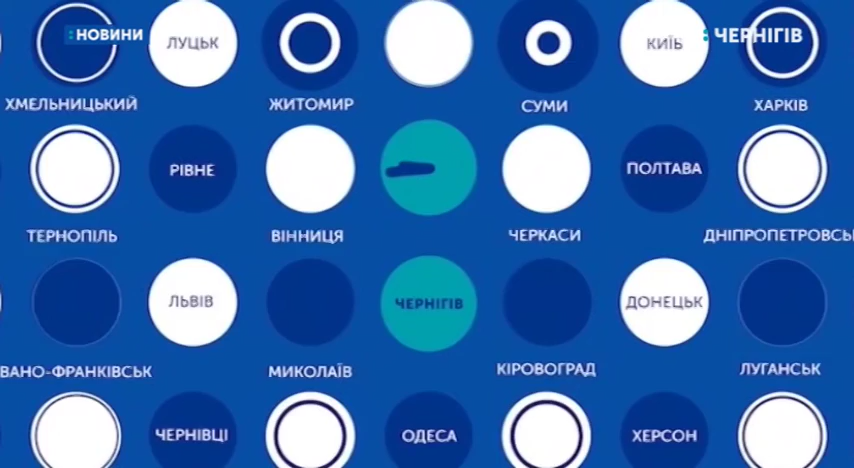 НОВИНИ
ЛУЦЬК
КИЇВ
ЧЕРНІГІВ
ХМЕЛЬНИЦЬКИЙ
ЖИТОМИР
СУМИ
ХАРКІВ
РІВНЕ
ПОЛТАВА
ТЕРНОПІЛЬ
ВІННИЦЯ
ЧЕРКАСИ
ДНІПРОПЕТРОВСЬ
ЛЬВІВ
ЧЕРНІГІВ
ДОНЕЦЬК
ВАНО-ФРАНКІВСЬК
МИКОЛАЇВ
КІРОВОГРАД
ЛУГАНСЬК
ЧЕРНІВЦІ
ОДЕСА
ХЕРСОН